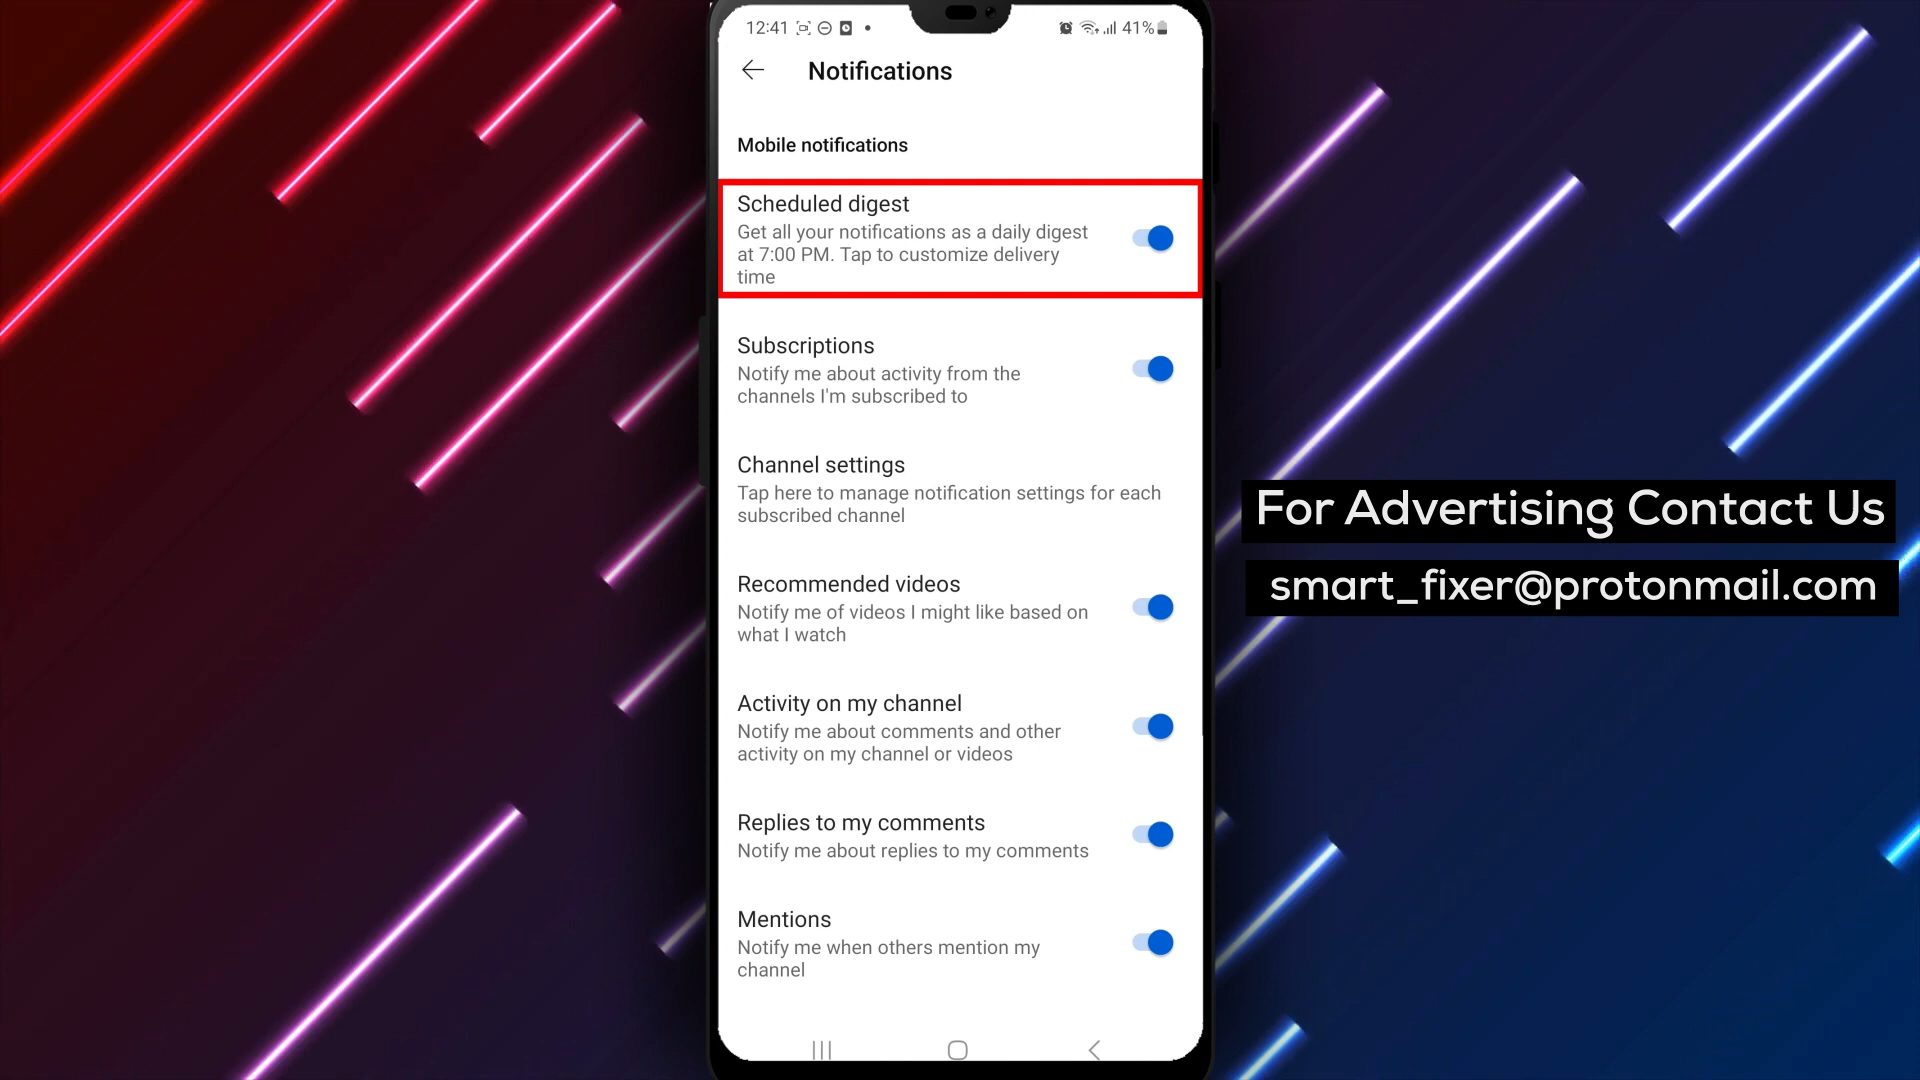 12:41
41%
Notifications
Mobile notifications
Scheduled digest
Get all your notifications as a daily digest
at 7:00 PM. Tap to customize delivery
time
Subscriptions
Notify me about activity from the
channels I'm subscribed to
Channel settings
Tap here to manage notification settings for each
subscribed channel
Recommended videos
Notify me of videos I might like based on
what I watch
Activity on my channel
Notify me about comments and other
activity on my channel or videos
Replies to my comments
Notify me about replies to my comments
Mentions
Notify me when others mention my
channel
For Advertising Contact Us
smart_fixer@protonmail.com